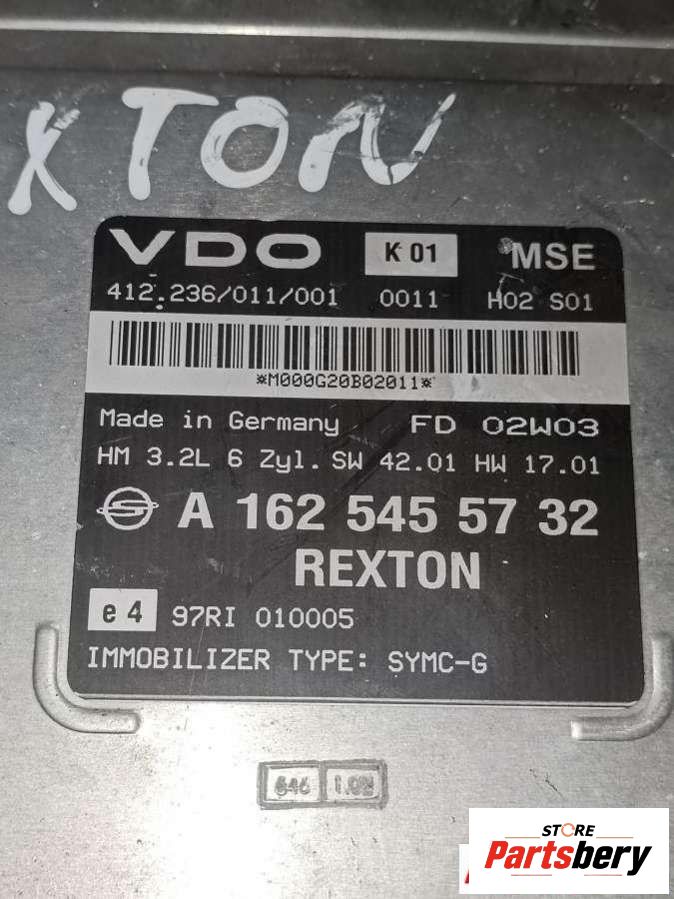 XTON
VDO K 01 MSE
412.236/011/001 0011 H02 S01
*M000G20B02011*
Made in Germany FD 02W03
HM 3.2L 6 Zyl. SW 42.01 HW 17.01
S A 162 545 57 32
REXTON
e4 97RI 010005
IMMOBILIZER TYPE: SYMC-G
646
STORE
Partsbery